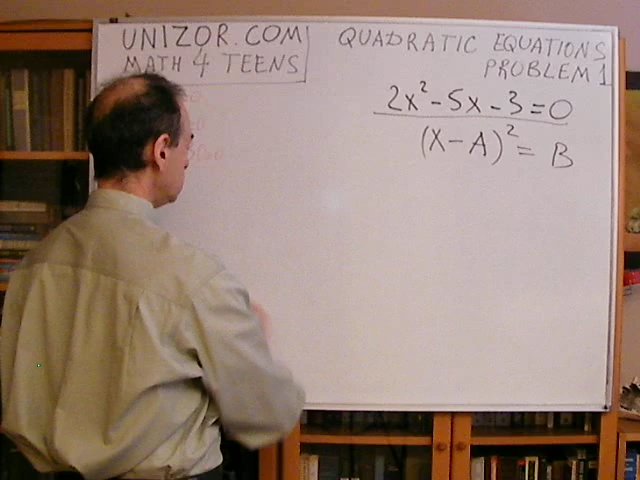 UNIZOR.COM
MATH 4 TEENS
QUADRATIC EQUATIONS
PROBLEM 1
2x² - 5x - 3 = 0
(X - A)² = B